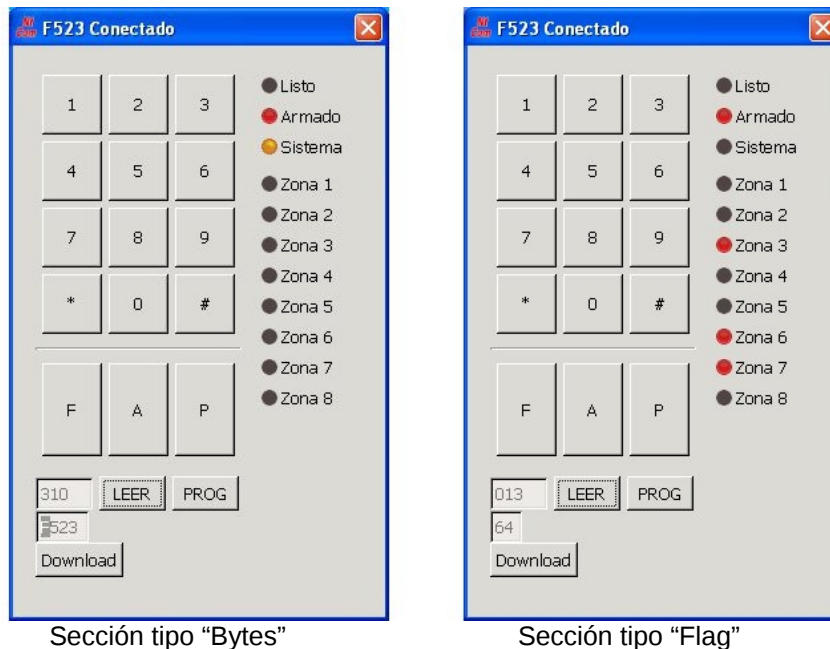 Ni com F523 Conectado
1 2 3
4 5 6
7 8 9
* 0 #
F A P
Listo
Armado
Sistema
Zona 1
Zona 2
Zona 3
Zona 4
Zona 5
Zona 6
Zona 7
Zona 8
310 LEER PROG
523
Download
Sección tipo “Bytes”
Ni com F523 Conectado
1 2 3
4 5 6
7 8 9
* 0 #
F A P
Listo
Armado
Sistema
Zona 1
Zona 2
Zona 3
Zona 4
Zona 5
Zona 6
Zona 7
Zona 8
013 LEER PROG
64
Download
Sección tipo “Flag”